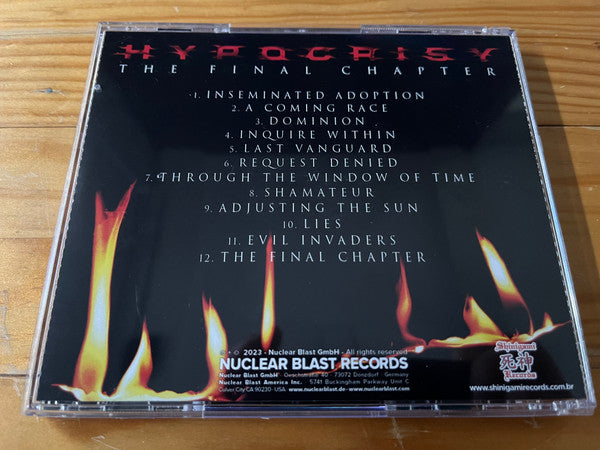 HYPOCRISY
THE FINAL CHAPTER
1. INSEMINATED ADOPTION
2. A COMING RACE
3. DOMINION
4. INQUIRE WITHIN
5. LAST VANGUARD
6. REQUEST DENIED
7. THROUGH THE WINDOW OF TIME
8. SHAMATEUR
9. ADJUSTING THE SUN
10. LIES
11. EVIL INVADERS
12. THE FINAL CHAPTER
℗ + © 2023 - Nuclear Blast GmbH - All rights reserved
NUCLEAR BLAST RECORDS
Nuclear Blast GmbH · Oeschstraße 40 · 73072 Donzdorf · Germany
Nuclear Blast America Inc. · 5741 Buckingham Parkway Unit C
Culver City CA 90230 · USA www.nuclearblast.de · www.nuclearblast.com
Shinigami
死神
Records
www.shinigamirecords.com.br